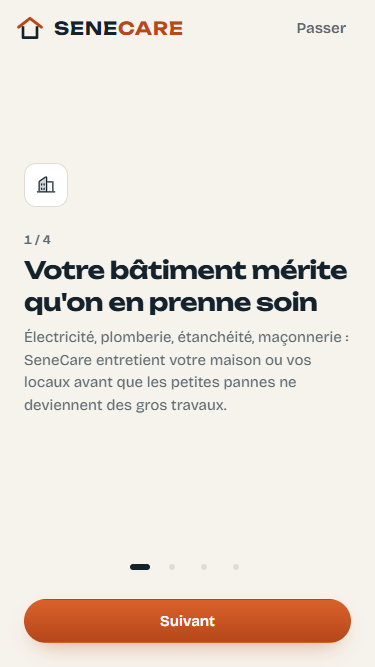 SENECARE
Passer
1 / 4
Votre bâtiment mérite
qu'on en prenne soin
Électricité, plomberie, étanchéité, maçonnerie :
SeneCare entretient votre maison ou vos
locaux avant que les petites pannes ne
deviennent des gros travaux.
Suivant